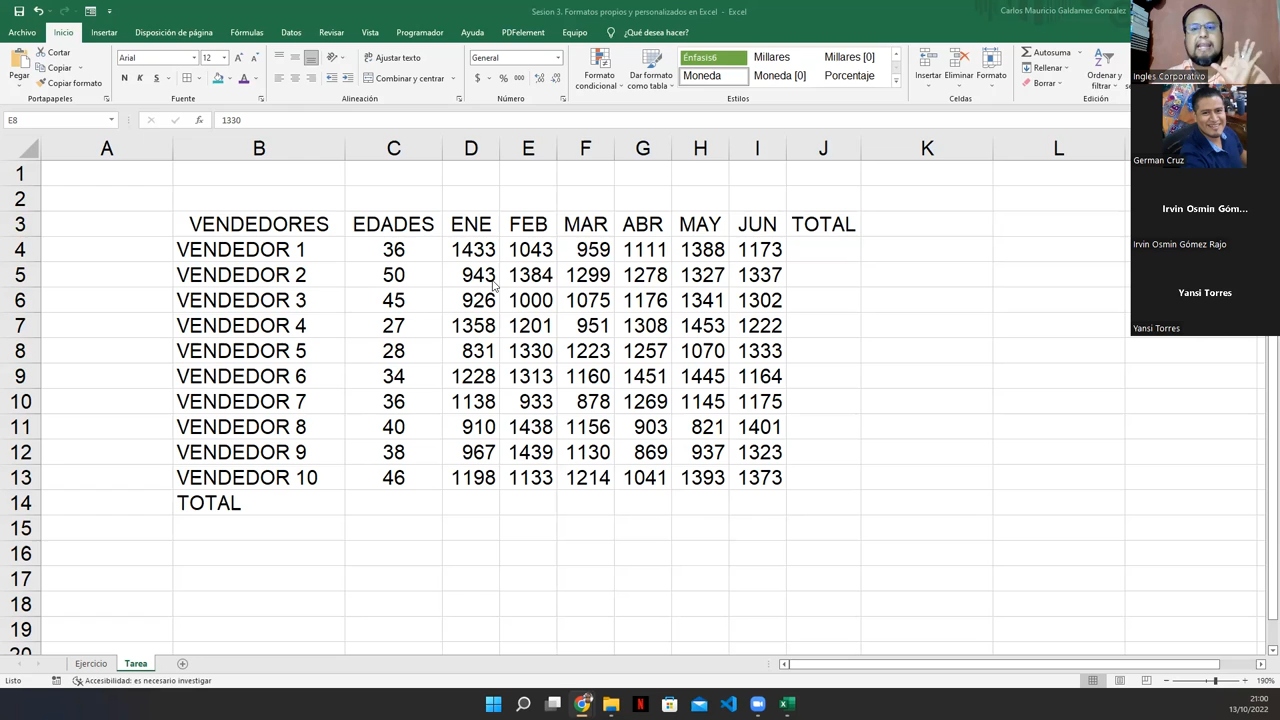 Sesion 3. Formatos propios y personalizados en Excel - Excel
Carlos Mauricio Galdamez Gonzalez
Archivo Inicio Insertar Disposición de página Fórmulas Datos Revisar Vista Programador Ayuda PDFelement Equipo ¿Qué desea hacer?
Pegar
Cortar
Copiar
Copiar formato
Portapapeles
Arial 12
N K S
Fuente
Ajustar texto
Combinar y centrar
Alineación
General
$ % 000
Número
Formato condicional
Dar formato como tabla
Énfasis6 Millares Millares [0]
Moneda Moneda [0] Porcentaje
Estilos
Insertar Eliminar Formato
Celdas
Autosuma
Rellenar
Borrar
Ordenar y filtrar
Edición
E8 fx 1330
A B C D E F G H I J K L
1
2
3 VENDEDORES EDADES ENE FEB MAR ABR MAY JUN TOTAL
4 VENDEDOR 1 36 1433 1043 959 1111 1388 1173
5 VENDEDOR 2 50 943 1384 1299 1278 1327 1337
6 VENDEDOR 3 45 926 1000 1075 1176 1341 1302
7 VENDEDOR 4 27 1358 1201 951 1308 1453 1222
8 VENDEDOR 5 28 831 1330 1223 1257 1070 1333
9 VENDEDOR 6 34 1228 1313 1160 1451 1445 1164
10 VENDEDOR 7 36 1138 933 878 1269 1145 1175
11 VENDEDOR 8 40 910 1438 1156 903 821 1401
12 VENDEDOR 9 38 967 1439 1130 869 937 1323
13 VENDEDOR 10 46 1198 1133 1214 1041 1393 1373
14 TOTAL
15
16
17
18
19
20
Ejercicio Tarea
Listo Accesibilidad: es necesario investigar 190%
21:00
13/10/2022
Ingles Corporativo
German Cruz
Irvin Osmin Góm...
Irvin Osmin Gómez Rajo
Yansi Torres
Yansi Torres